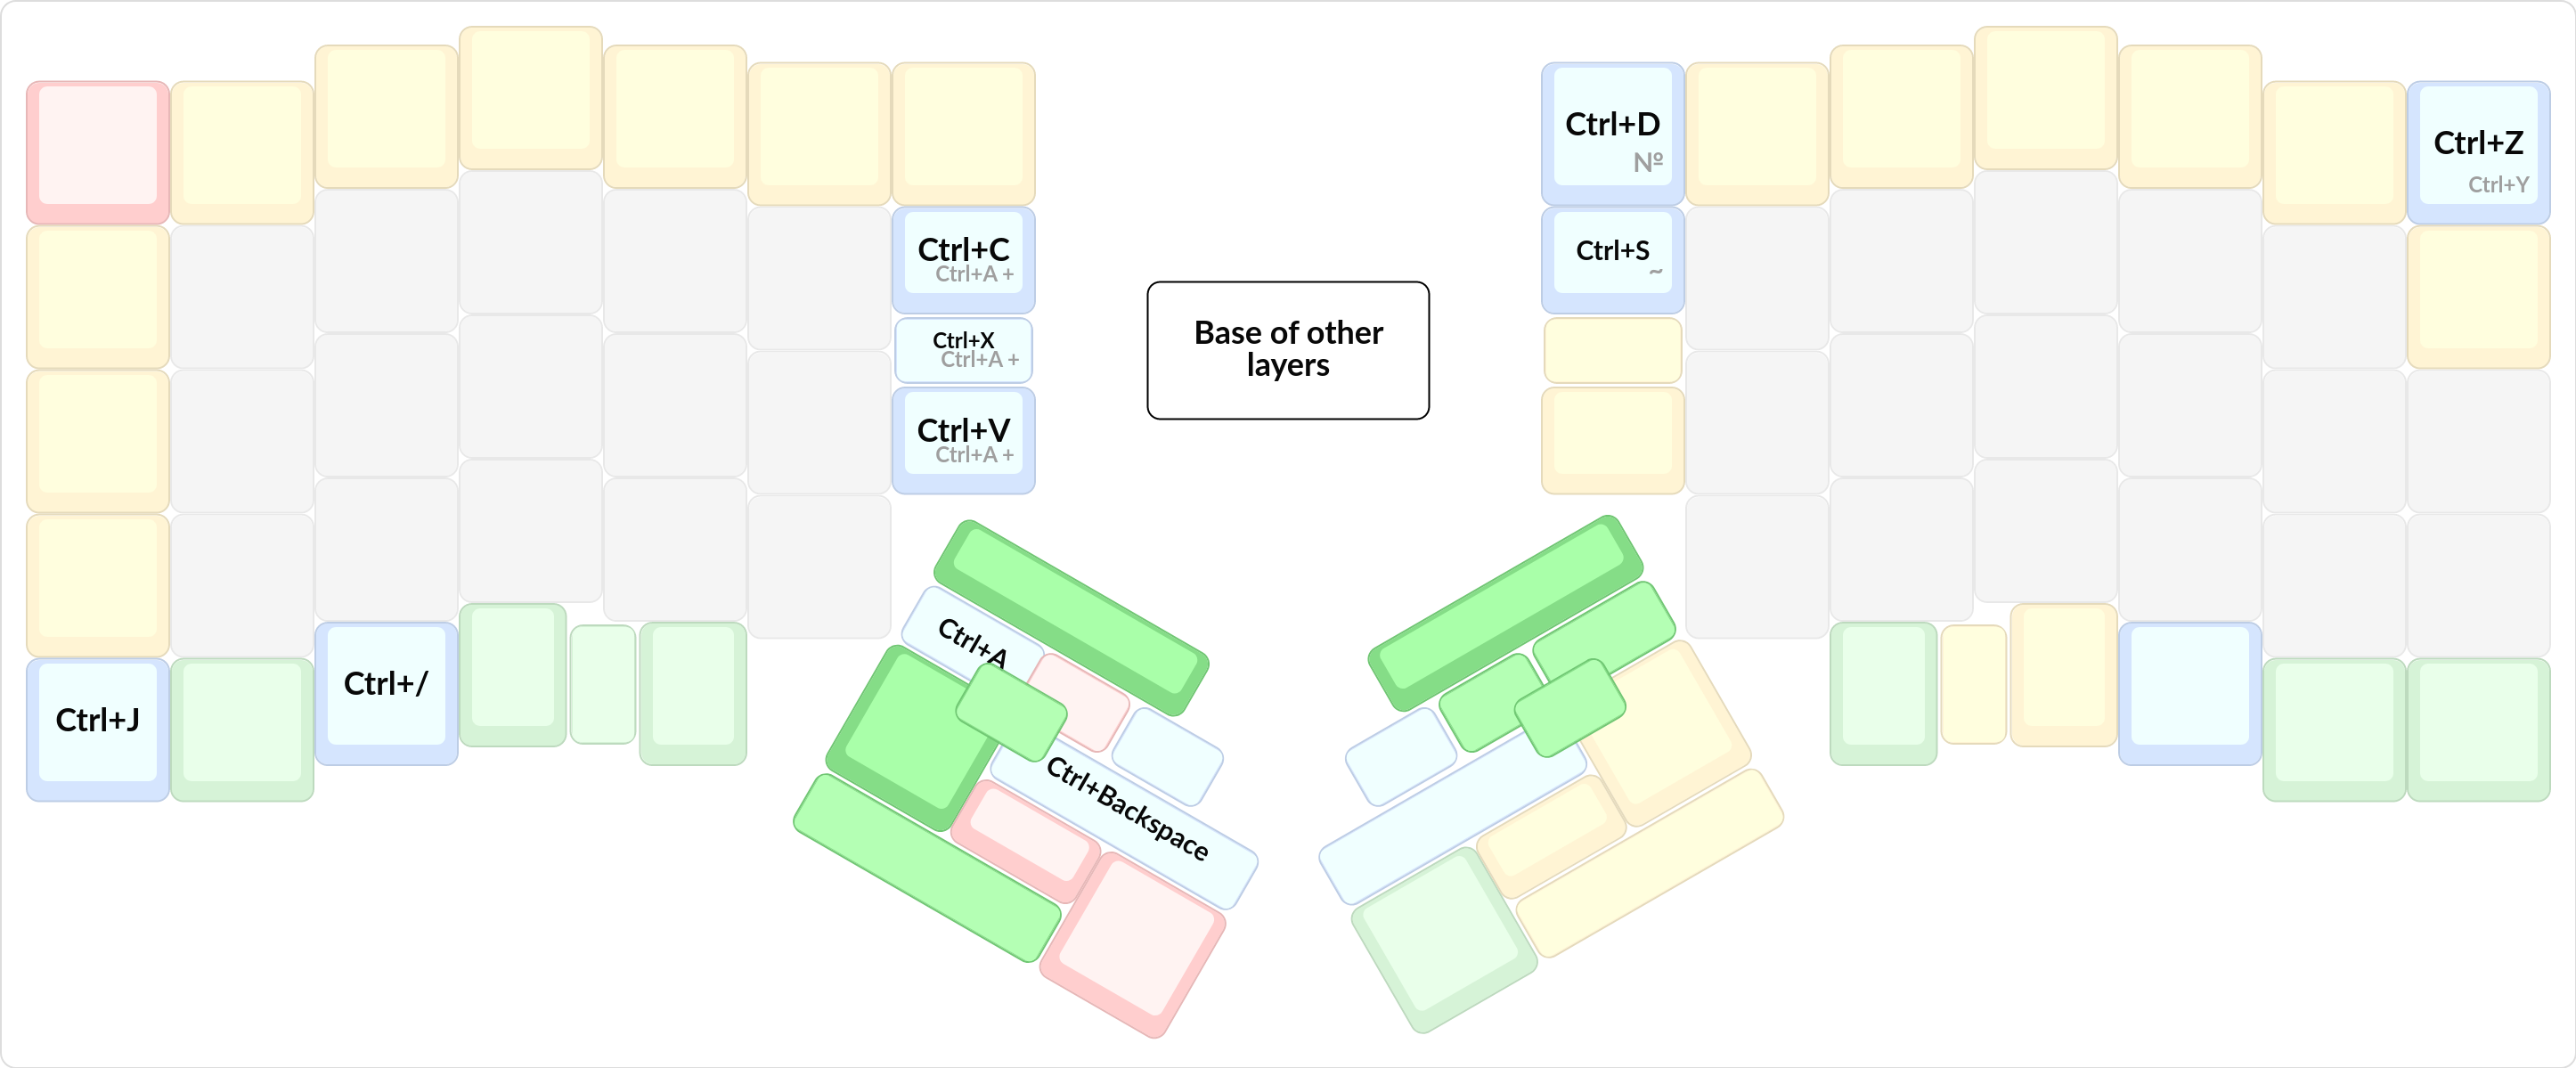 Ctrl+D
Nº
Ctrl+Z
Ctrl+Y
Ctrl+C
Ctrl+A +
Ctrl+S
~
Base of other
layers
Ctrl+X
Ctrl+A +
Ctrl+V
Ctrl+A +
Ctrl+A
Ctrl+/
Ctrl+J
Ctrl+Backspace